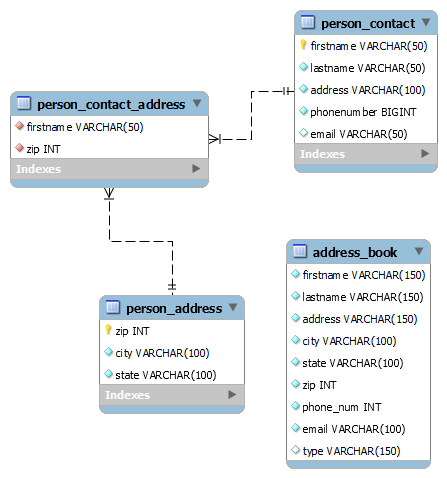 person_contact
firstname VARCHAR(50)
lastname VARCHAR(50)
address VARCHAR(100)
phonenumber BIGINT
email VARCHAR(50)
Indexes
person_contact_address
firstname VARCHAR(50)
zip INT
Indexes
address_book
firstname VARCHAR(150)
lastname VARCHAR(150)
address VARCHAR(150)
city VARCHAR(100)
state VARCHAR(100)
zip INT
phone_num INT
email VARCHAR(100)
type VARCHAR(150)
person_address
zip INT
city VARCHAR(100)
state VARCHAR(100)
Indexes